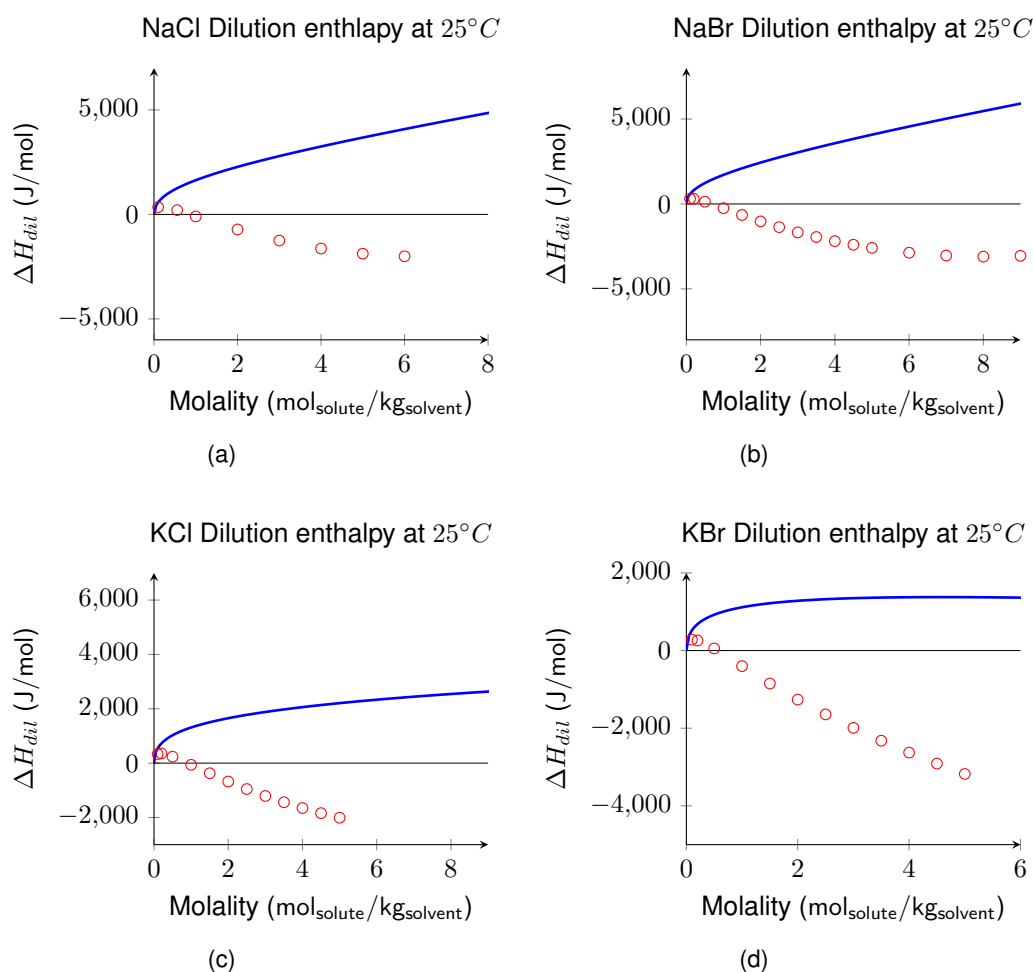 NaCl Dilution enthlapy at 25°C
5,000
0
−5,000
0 2 4 6 8
ΔH_dil (J/mol)
Molality (mol_solute/kg_solvent)
(a)
NaBr Dilution enthalpy at 25°C
5,000
0
−5,000
0 2 4 6 8
ΔH_dil (J/mol)
Molality (mol_solute/kg_solvent)
(b)
KCl Dilution enthalpy at 25°C
6,000
4,000
2,000
0
−2,000
0 2 4 6 8
ΔH_dil (J/mol)
Molality (mol_solute/kg_solvent)
(c)
KBr Dilution enthalpy at 25°C
2,000
0
−2,000
−4,000
0 2 4 6
ΔH_dil (J/mol)
Molality (mol_solute/kg_solvent)
(d)